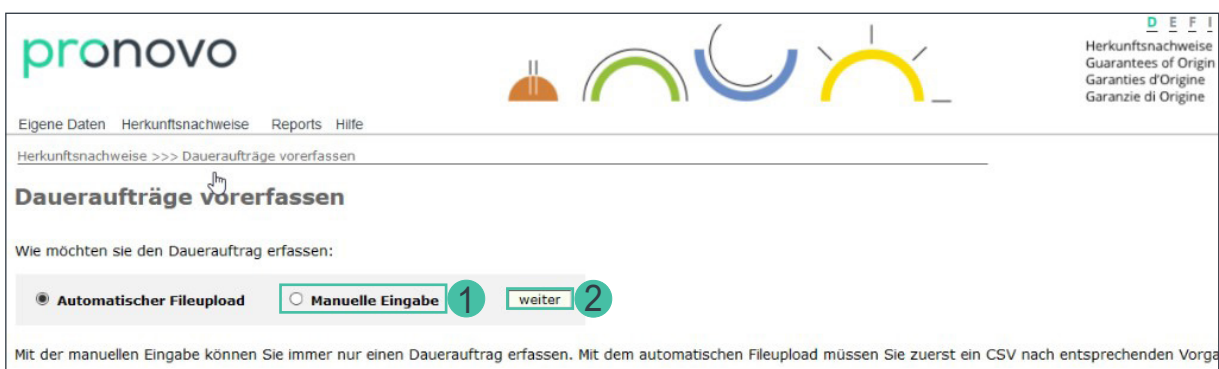 pronovo
D E F I
Herkunftsnachweise
Guarantees of Origin
Garanties d'Origine
Garanzie di Origine
Eigene Daten Herkunftsnachweise Reports Hilfe
Herkunftsnachweise >>> Daueraufträge vorerfassen
Daueraufträge vorerfassen
Wie möchten sie den Dauerauftrag erfassen:
Automatischer Fileupload Manuelle Eingabe 1 weiter 2
Mit der manuellen Eingabe können Sie immer nur einen Dauerauftrag erfassen. Mit dem automatischen Fileupload müssen Sie zuerst ein CSV nach entsprechenden Vorga